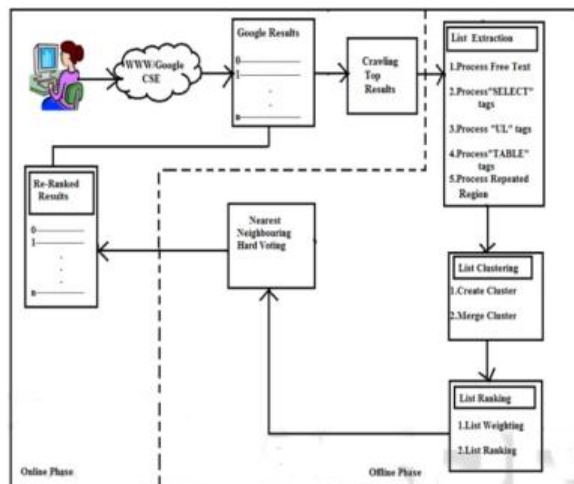 WWW/Google
CSE
Google Results
0
1
n
Crawling
Top
Results
List Extraction
1.Process Free Text
2.Process"SELECT"
tags
3.Process "UL" tags
4.Process"TABLE"
tags
5.Process Repeated
Region
Re-Ranked
Results
0
1
n
Nearest
Neighbouring
Hard Voting
List Clustering
1.Create Cluster
2.Merge Cluster
List Ranking
1.List Weighting
2.List Ranking
Online Phase
Offline Phase